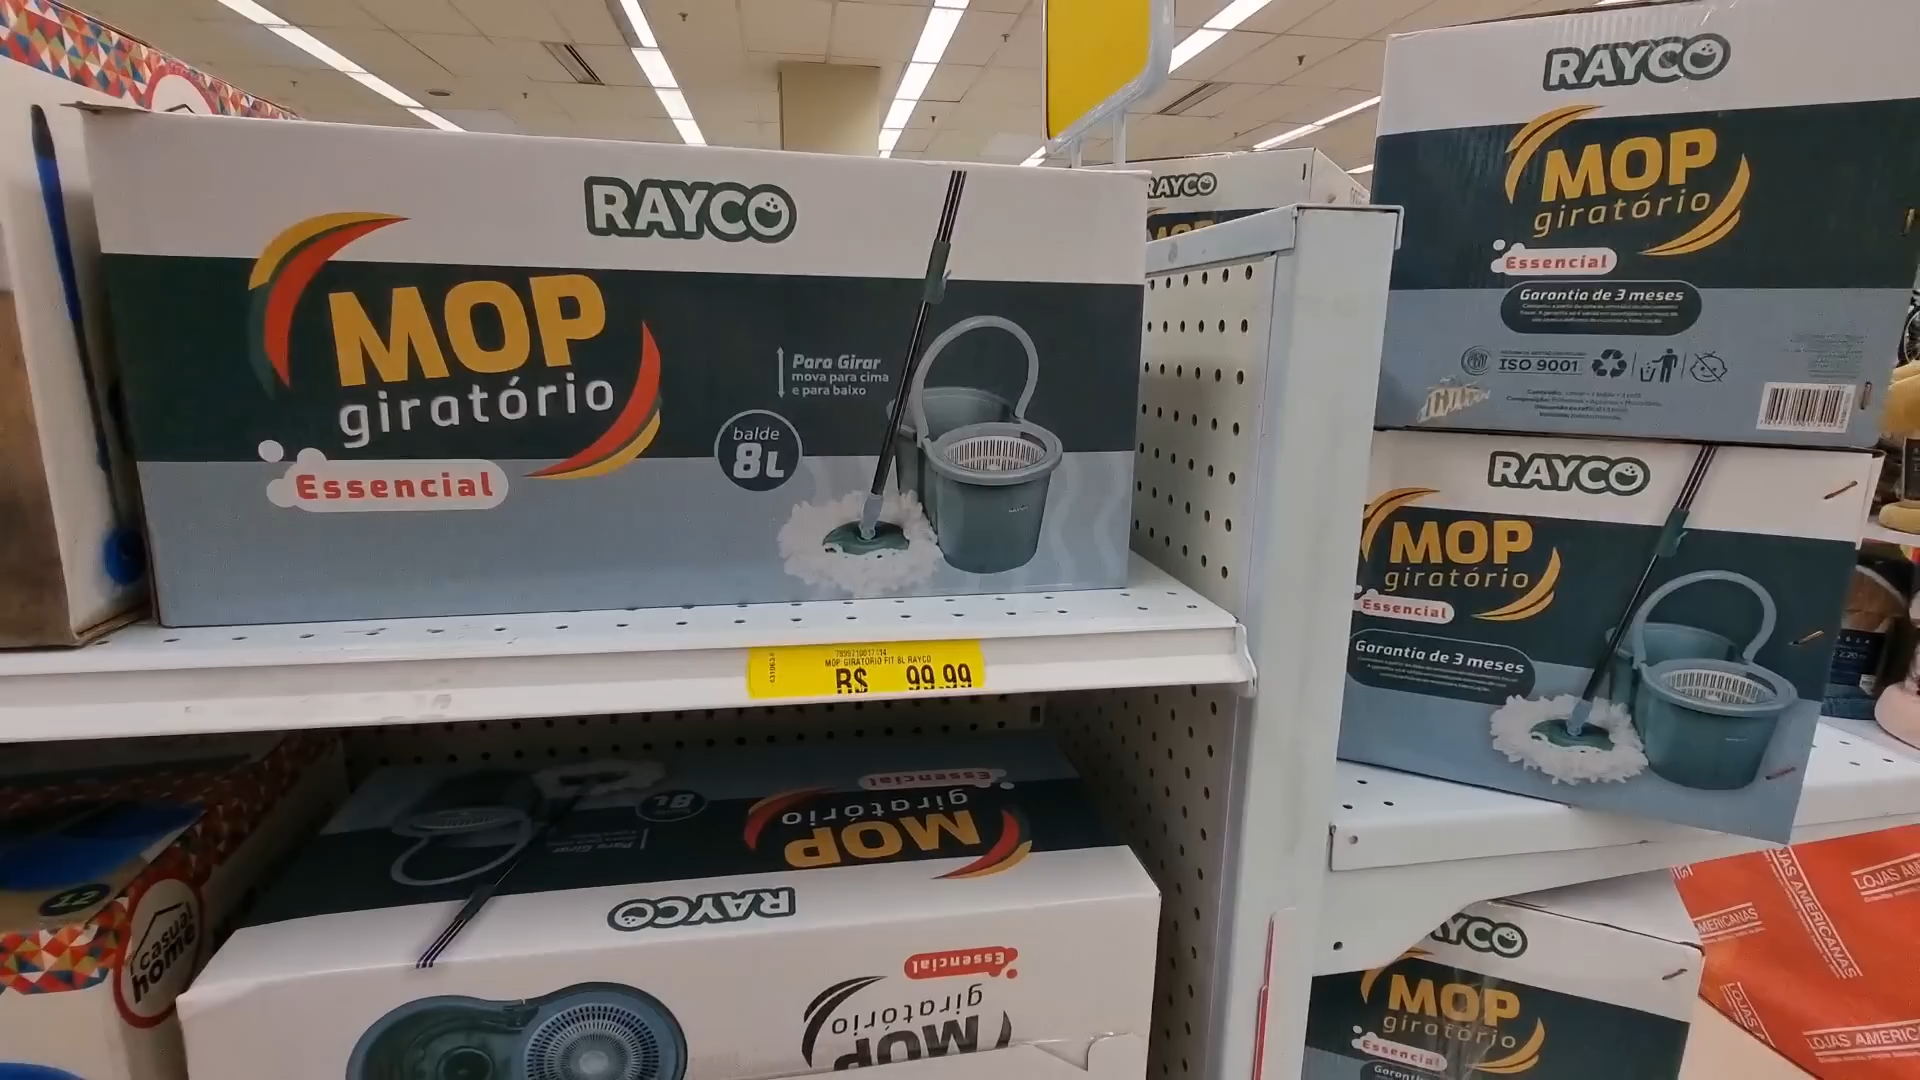 RAYCO
MOP
giratório
Essencial
Para Girar
mova para cima
e para baixo
balde
8L
MOP GIRATORIO FIT 8L RAYCO
R$ 99,99
RAYCO
RAYCO
MOP
giratório
Essencial
Garantia de 3 meses
ISO 9001
RAYCO
MOP
giratório
Essencial
Garantia de 3 meses
Essencial
giratório
MOP
8L
Para Girar
RAYCO
Essencial
giratório
MOP
12
casual
home
RAYCO
MOP
giratório
Essencial
LOJAS AMERICANAS
AMERICANAS